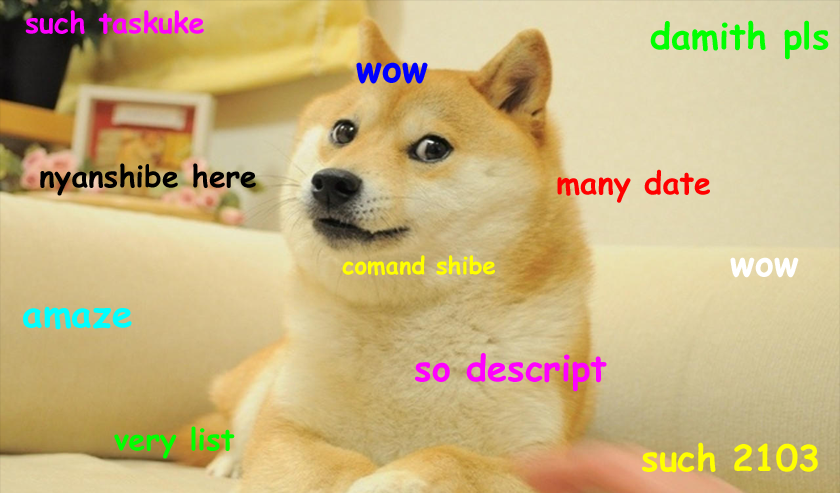 such taskuke
damith pls
wow
nyanshibe here
many date
comand shibe
wow
amaze
so descript
very list
such 2103